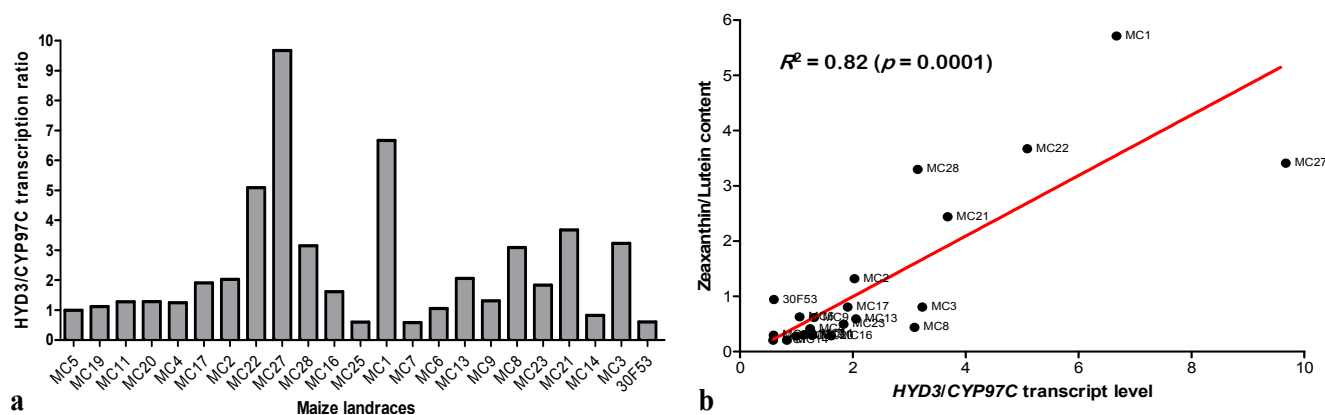 HYD3/CYP97C transcription ratio
10
9
8
7
6
5
4
3
2
1
0
MC5 MC19 MC11 MC20 MC4 MC17 MC2 MC22 MC27 MC28 MC16 MC25 MC1 MC7 MC6 MC13 MC9 MC8 MC23 MC21 MC14 MC3 30F53
Maize landraces
a
b
Zeaxanthin/Lutein content
6
5
4
3
2
1
0
R² = 0.82 (p = 0.0001)
MC1
MC22
MC28
MC27
MC21
MC2
30F53
MC17
MC3
MC9
MC13
MC23
MC8
MC16
0 2 4 6 8 10
HYD3/CYP97C transcript level